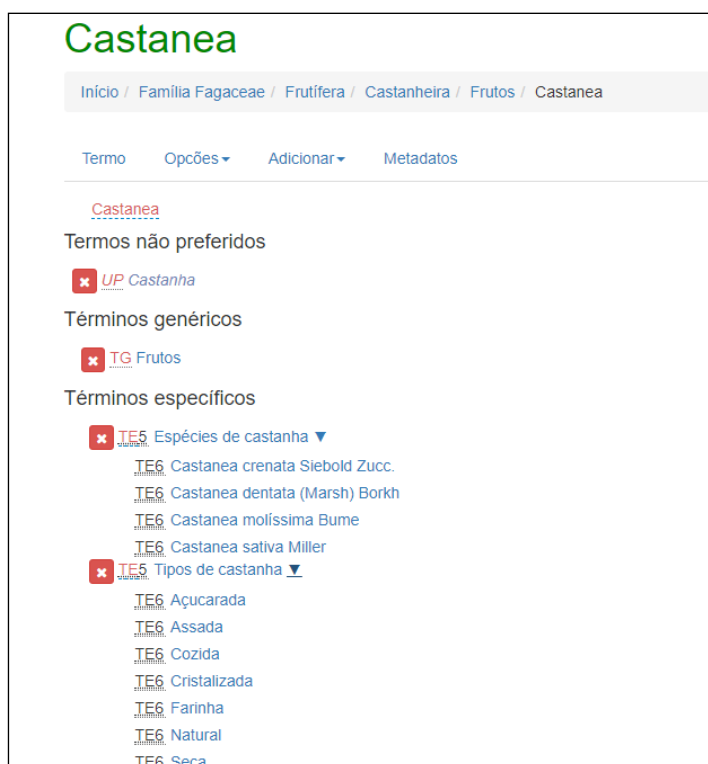 Castanea
Início / Família Fagaceae / Frutífera / Castanheira / Frutos / Castanea
Termo Opcões Adicionar Metadatos
Castanea
Termos não preferidos
UP Castanha
Términos genéricos
TG Frutos
Términos específicos
TE5 Espécies de castanha ▼
TE6 Castanea crenata Siebold Zucc.
TE6 Castanea dentata (Marsh) Borkh
TE6 Castanea molíssima Bume
TE6 Castanea sativa Miller
TE5 Tipos de castanha ▼
TE6 Açucarada
TE6 Assada
TE6 Cozida
TE6 Cristalizada
TE6 Farinha
TE6 Natural
TE6 Seca